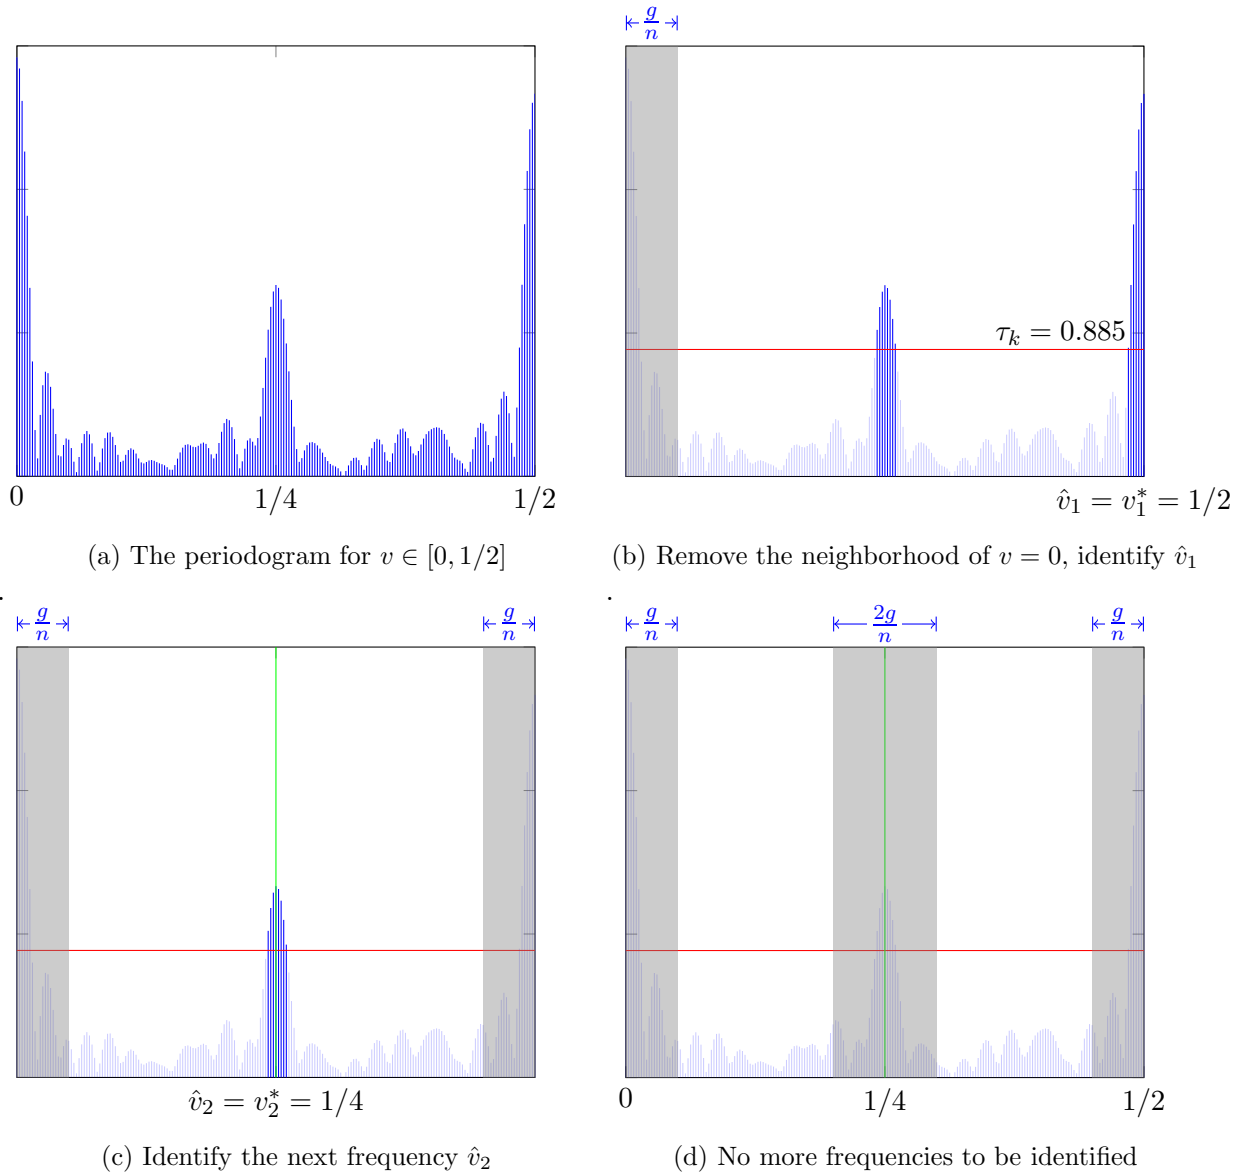 g/n
τ_k = 0.885
0 1/4 1/2
v̂_1 = v_1^* = 1/2
(a) The periodogram for v ∈ [0, 1/2]
(b) Remove the neighborhood of v = 0, identify v̂_1
. .
g/n g/n
g/n 2g/n g/n
v̂_2 = v_2^* = 1/4
0 1/4 1/2
(c) Identify the next frequency v̂_2
(d) No more frequencies to be identified